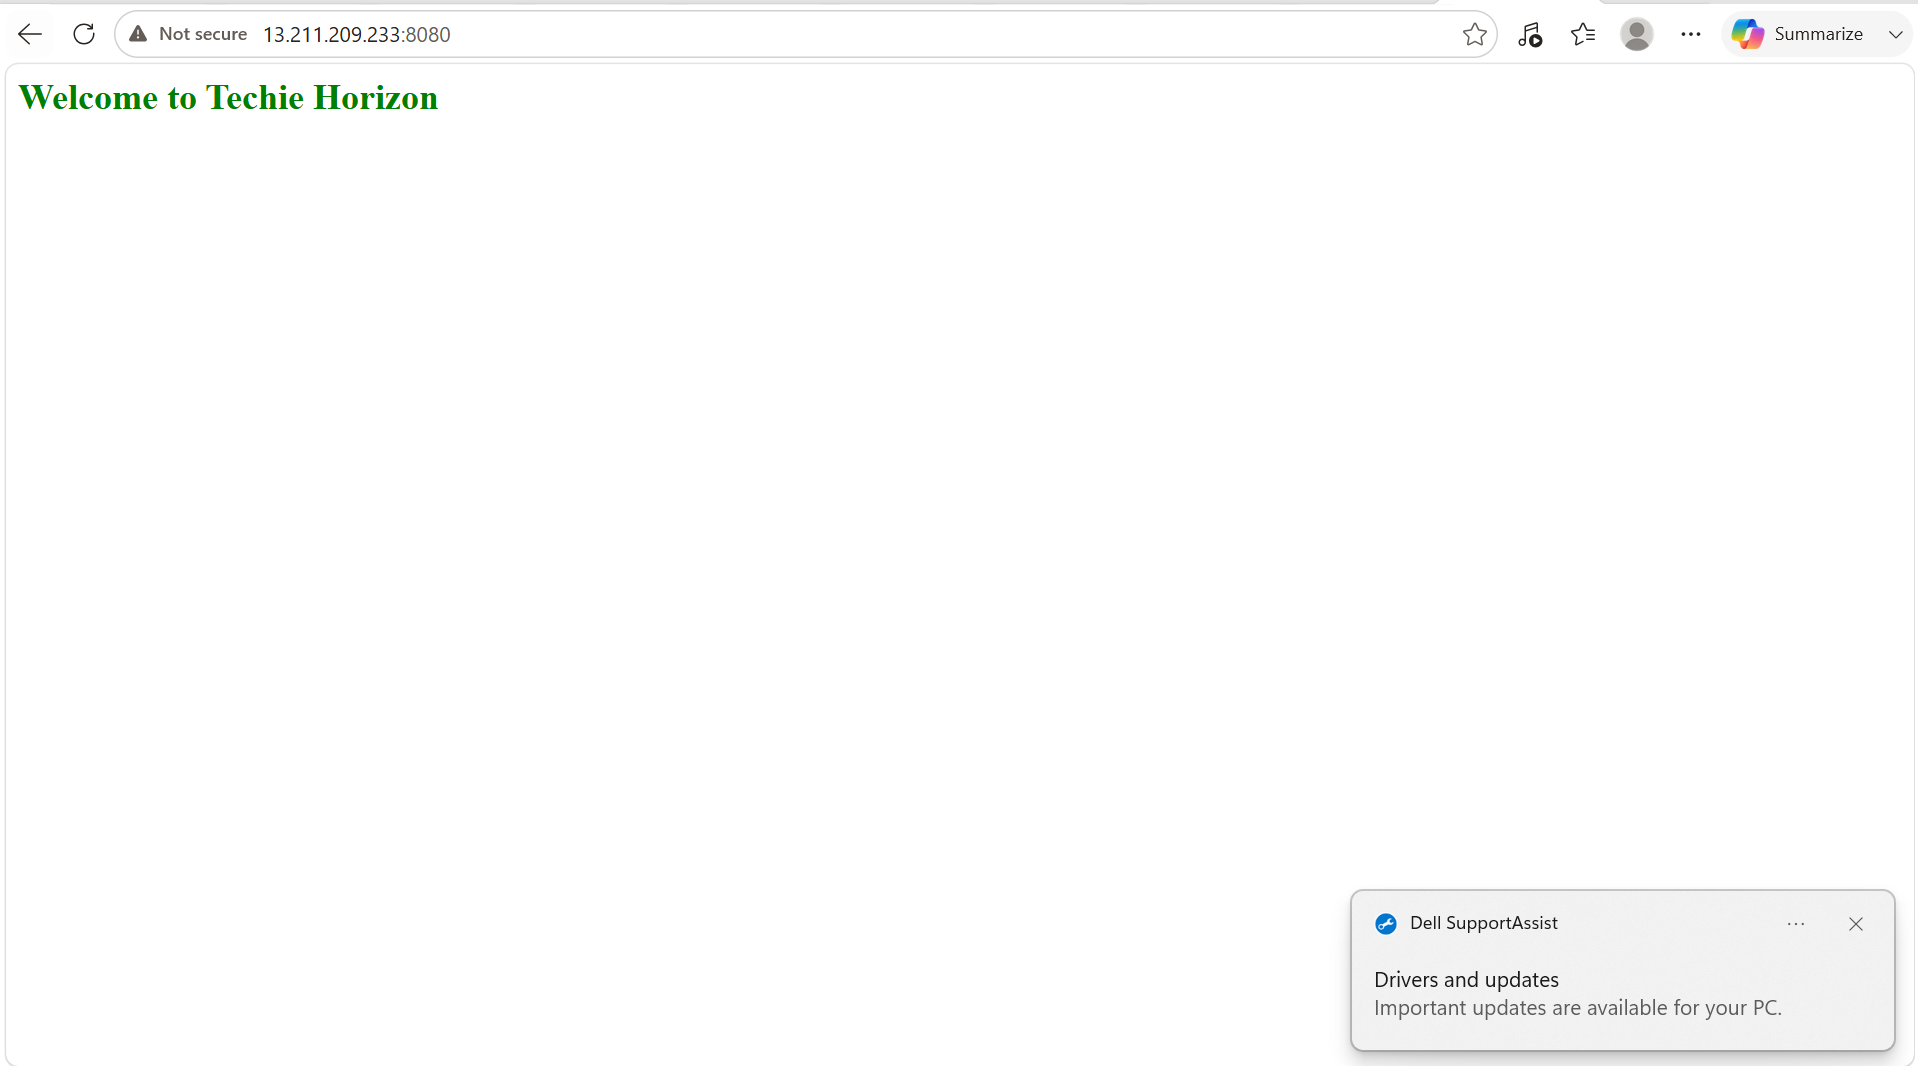 Not secure 13.211.209.233:8080
Summarize
Welcome to Techie Horizon
Dell SupportAssist
Drivers and updates
Important updates are available for your PC.